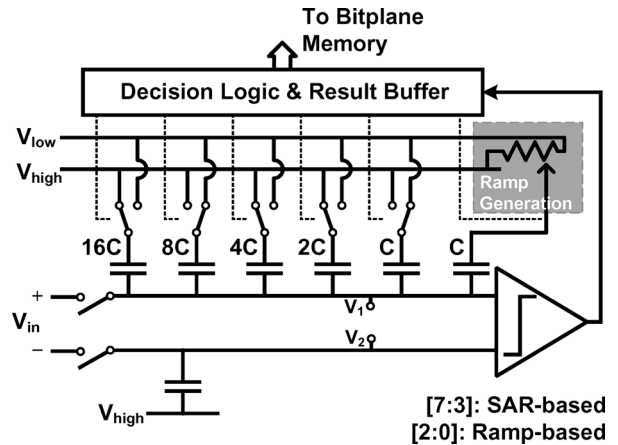 To Bitplane
Memory
Decision Logic & Result Buffer
Vlow
Vhigh
Ramp
Generation
16C 8C 4C 2C C C
+
Vin
−
V1
V2
Vhigh
[7:3]: SAR-based
[2:0]: Ramp-based